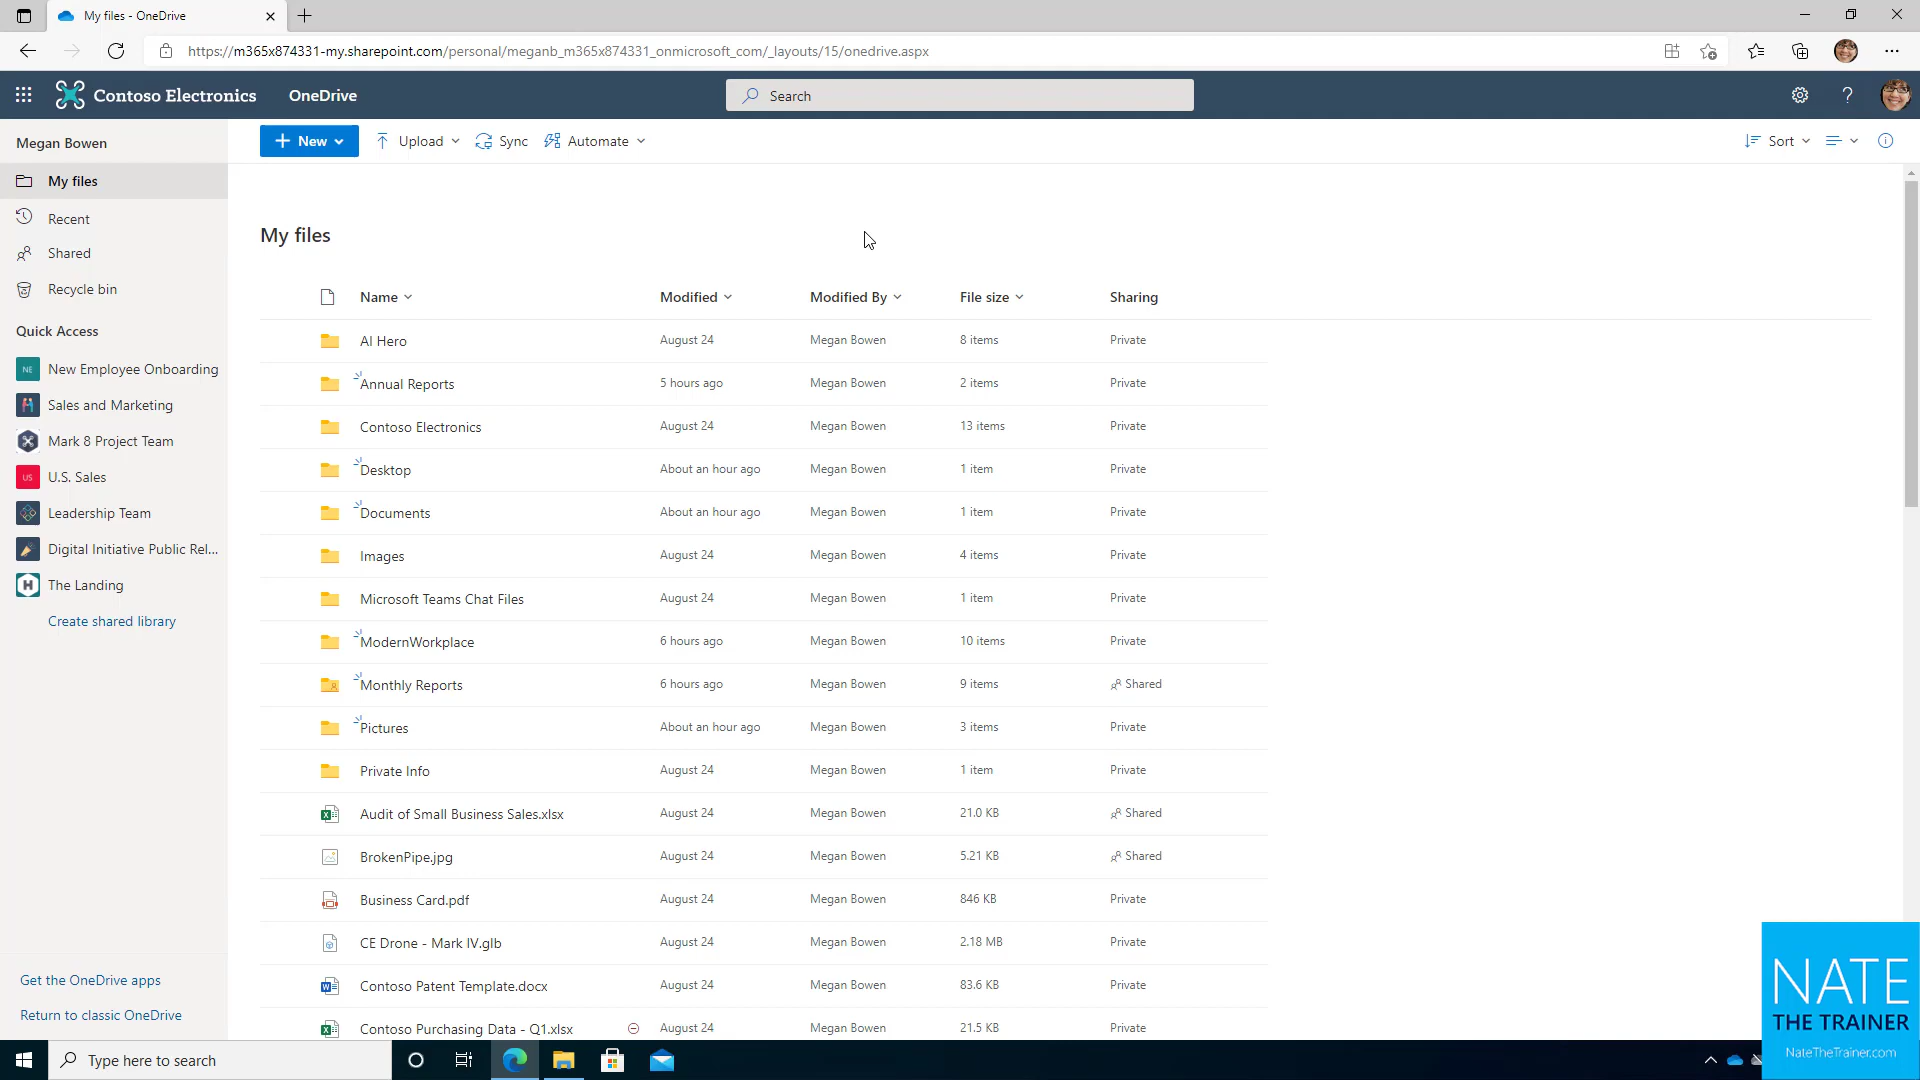 My files - OneDrive
https://m365x874331-my.sharepoint.com/personal/meganb_m365x874331_onmicrosoft_com/_layouts/15/onedrive.aspx
Contoso Electronics OneDrive Search ?
Megan Bowen
+ New Upload Sync Automate Sort
My files
Recent
Shared
Recycle bin
Quick Access
NE New Employee Onboarding
Sales and Marketing
Mark 8 Project Team
US U.S. Sales
Leadership Team
Digital Initiative Public Rel...
H The Landing
Create shared library
Get the OneDrive apps
Return to classic OneDrive
My files
Name Modified Modified By File size Sharing
AI Hero August 24 Megan Bowen 8 items Private
Annual Reports 5 hours ago Megan Bowen 2 items Private
Contoso Electronics August 24 Megan Bowen 13 items Private
Desktop About an hour ago Megan Bowen 1 item Private
Documents About an hour ago Megan Bowen 1 item Private
Images August 24 Megan Bowen 4 items Private
Microsoft Teams Chat Files August 24 Megan Bowen 1 item Private
ModernWorkplace 6 hours ago Megan Bowen 10 items Private
Monthly Reports 6 hours ago Megan Bowen 9 items Shared
Pictures About an hour ago Megan Bowen 3 items Private
Private Info August 24 Megan Bowen 1 item Private
Audit of Small Business Sales.xlsx August 24 Megan Bowen 21.0 KB Shared
BrokenPipe.jpg August 24 Megan Bowen 5.21 KB Shared
Business Card.pdf August 24 Megan Bowen 846 KB Private
CE Drone - Mark IV.glb August 24 Megan Bowen 2.18 MB Private
Contoso Patent Template.docx August 24 Megan Bowen 83.6 KB Private
Contoso Purchasing Data - Q1.xlsx August 24 Megan Bowen 21.5 KB Private
NATE
THE TRAINER
NateTheTrainer.com
Type here to search